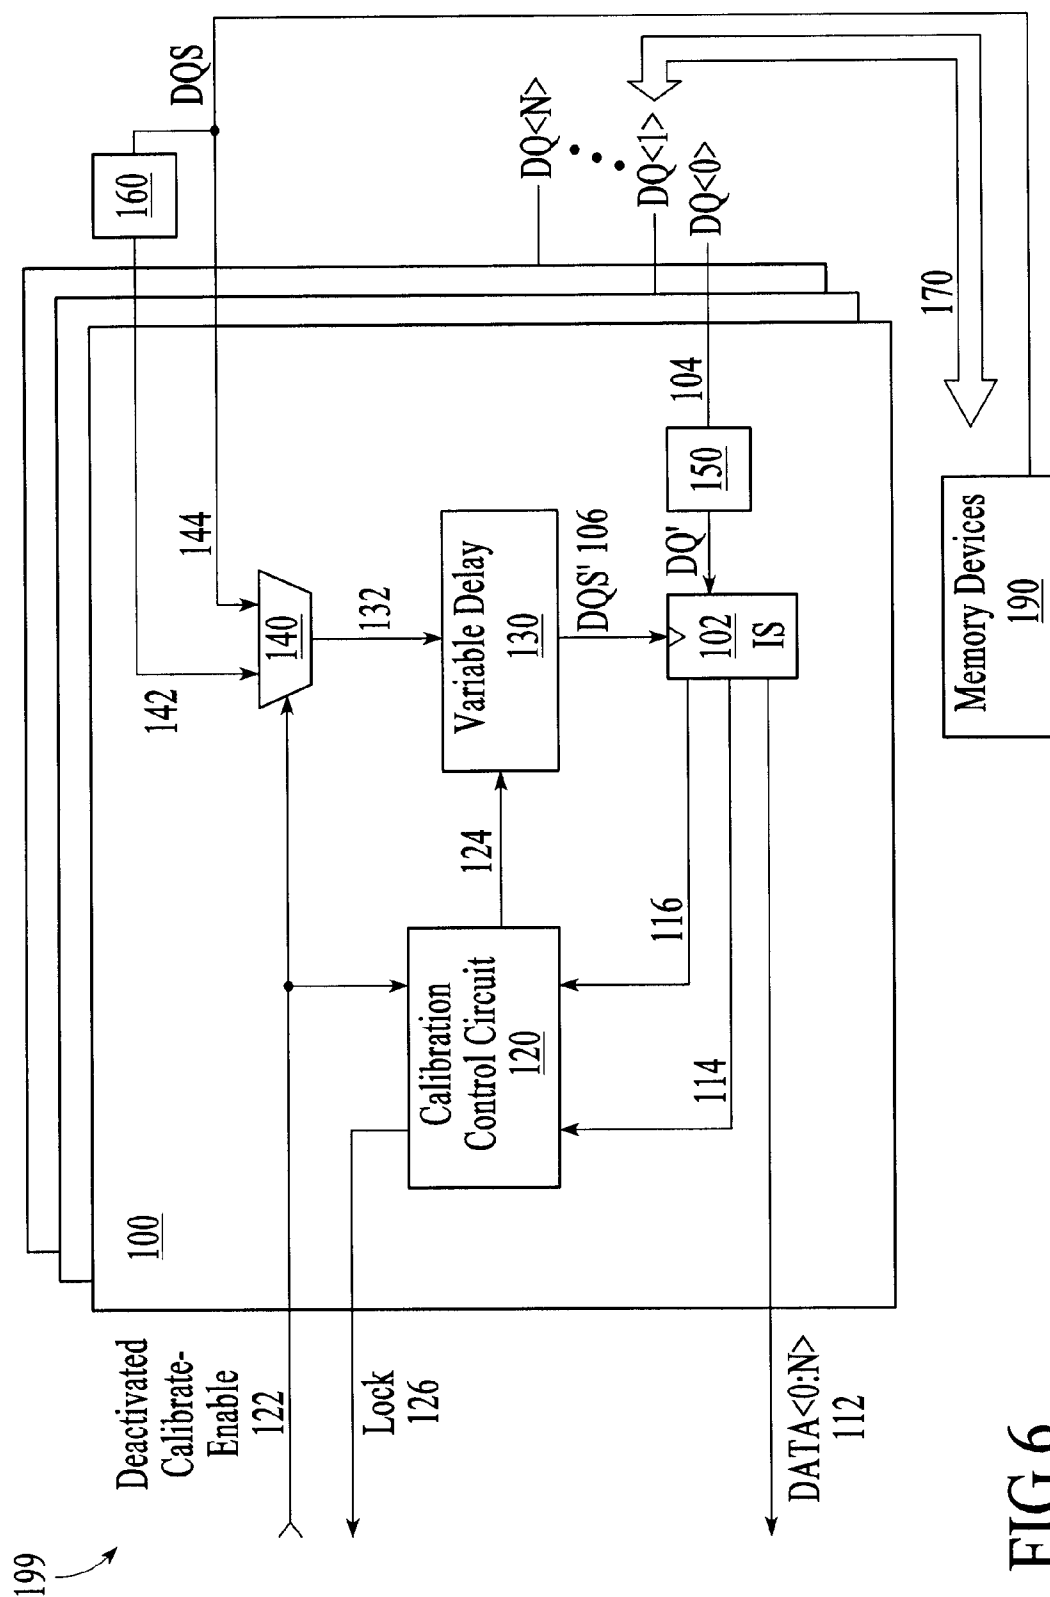 199
Deactivated
Calibrate-
Enable
122
Lock
126
DATA<0:N>
112
100
Calibration
Control Circuit
120
124
116
114
142
144
140
132
Variable Delay
130
DQS' 106
102
IS
DQ'
150
104
160
DQS
DQ<N>
DQ<1>
DQ<0>
170
Memory Devices
190
FIG.6